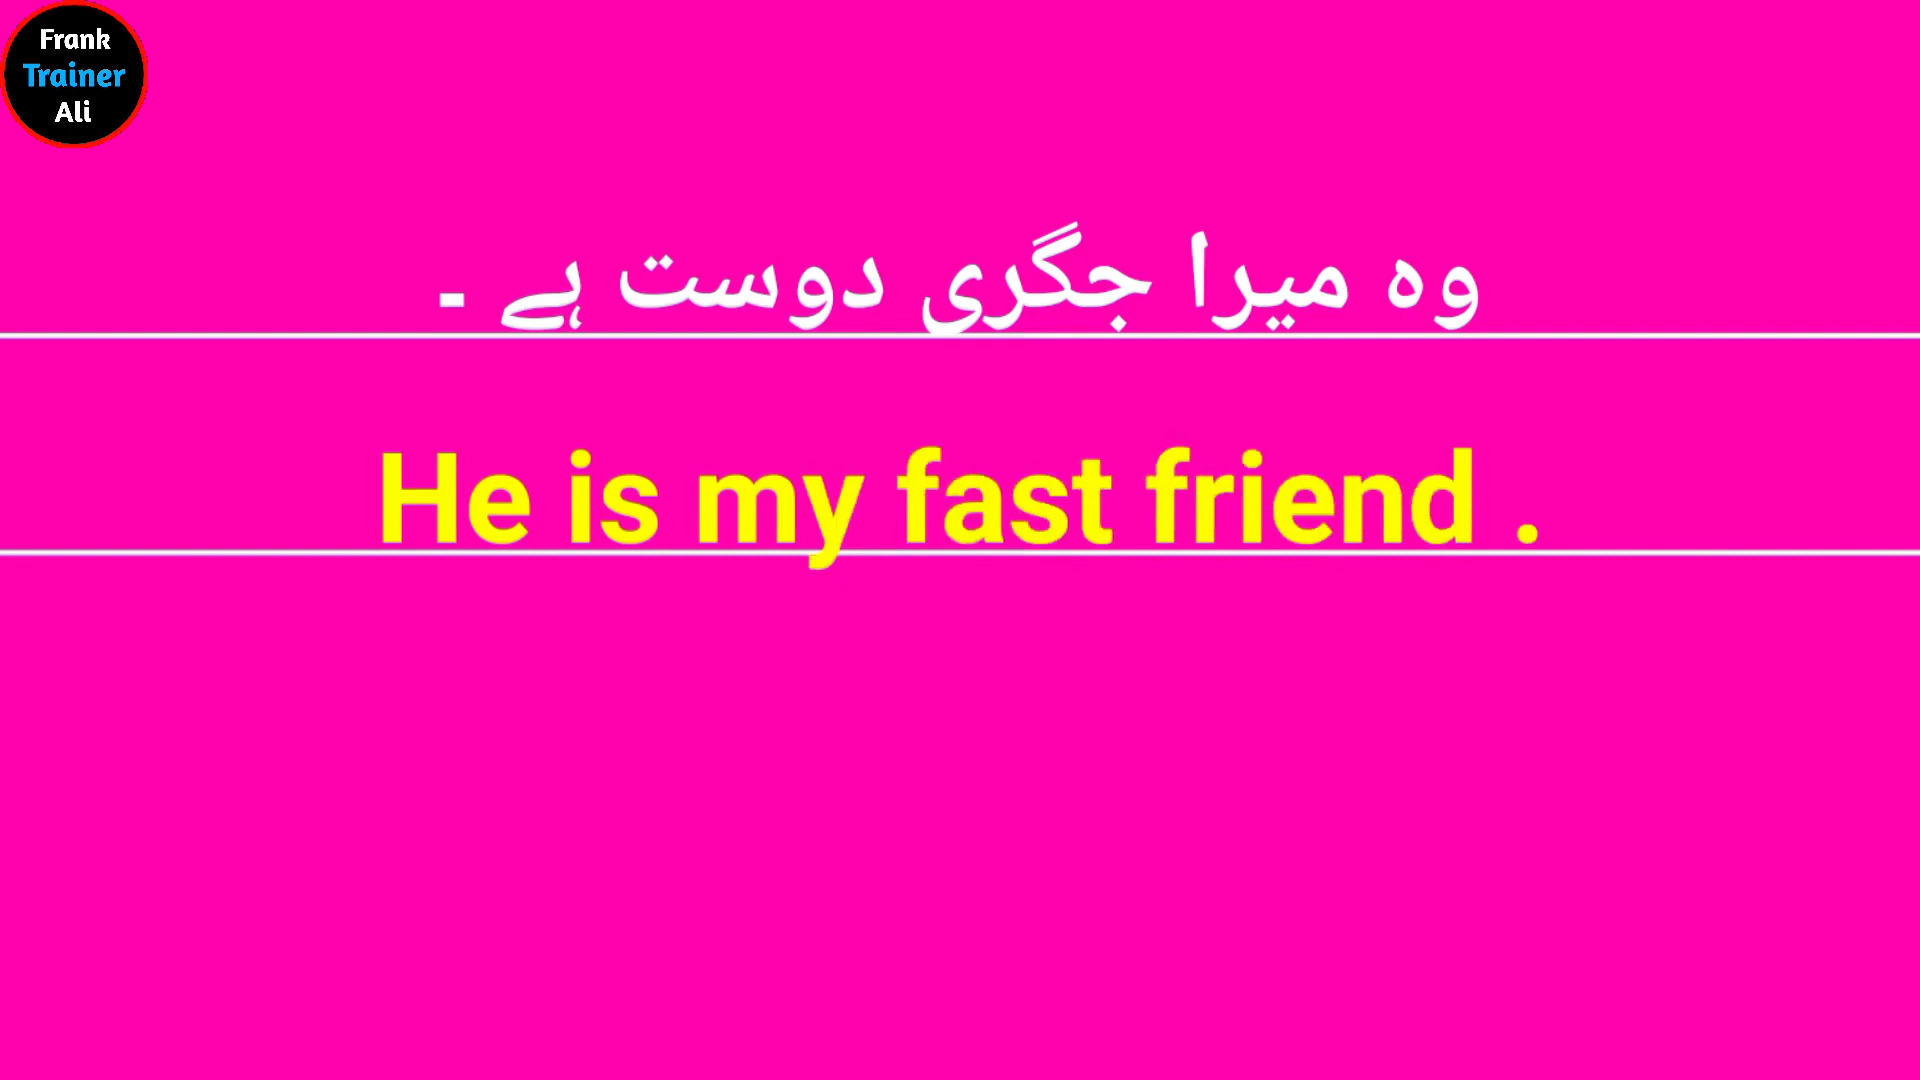 Frank
Trainer
Ali
وہ میرا جگری دوست ہے ۔
He is my fast friend .